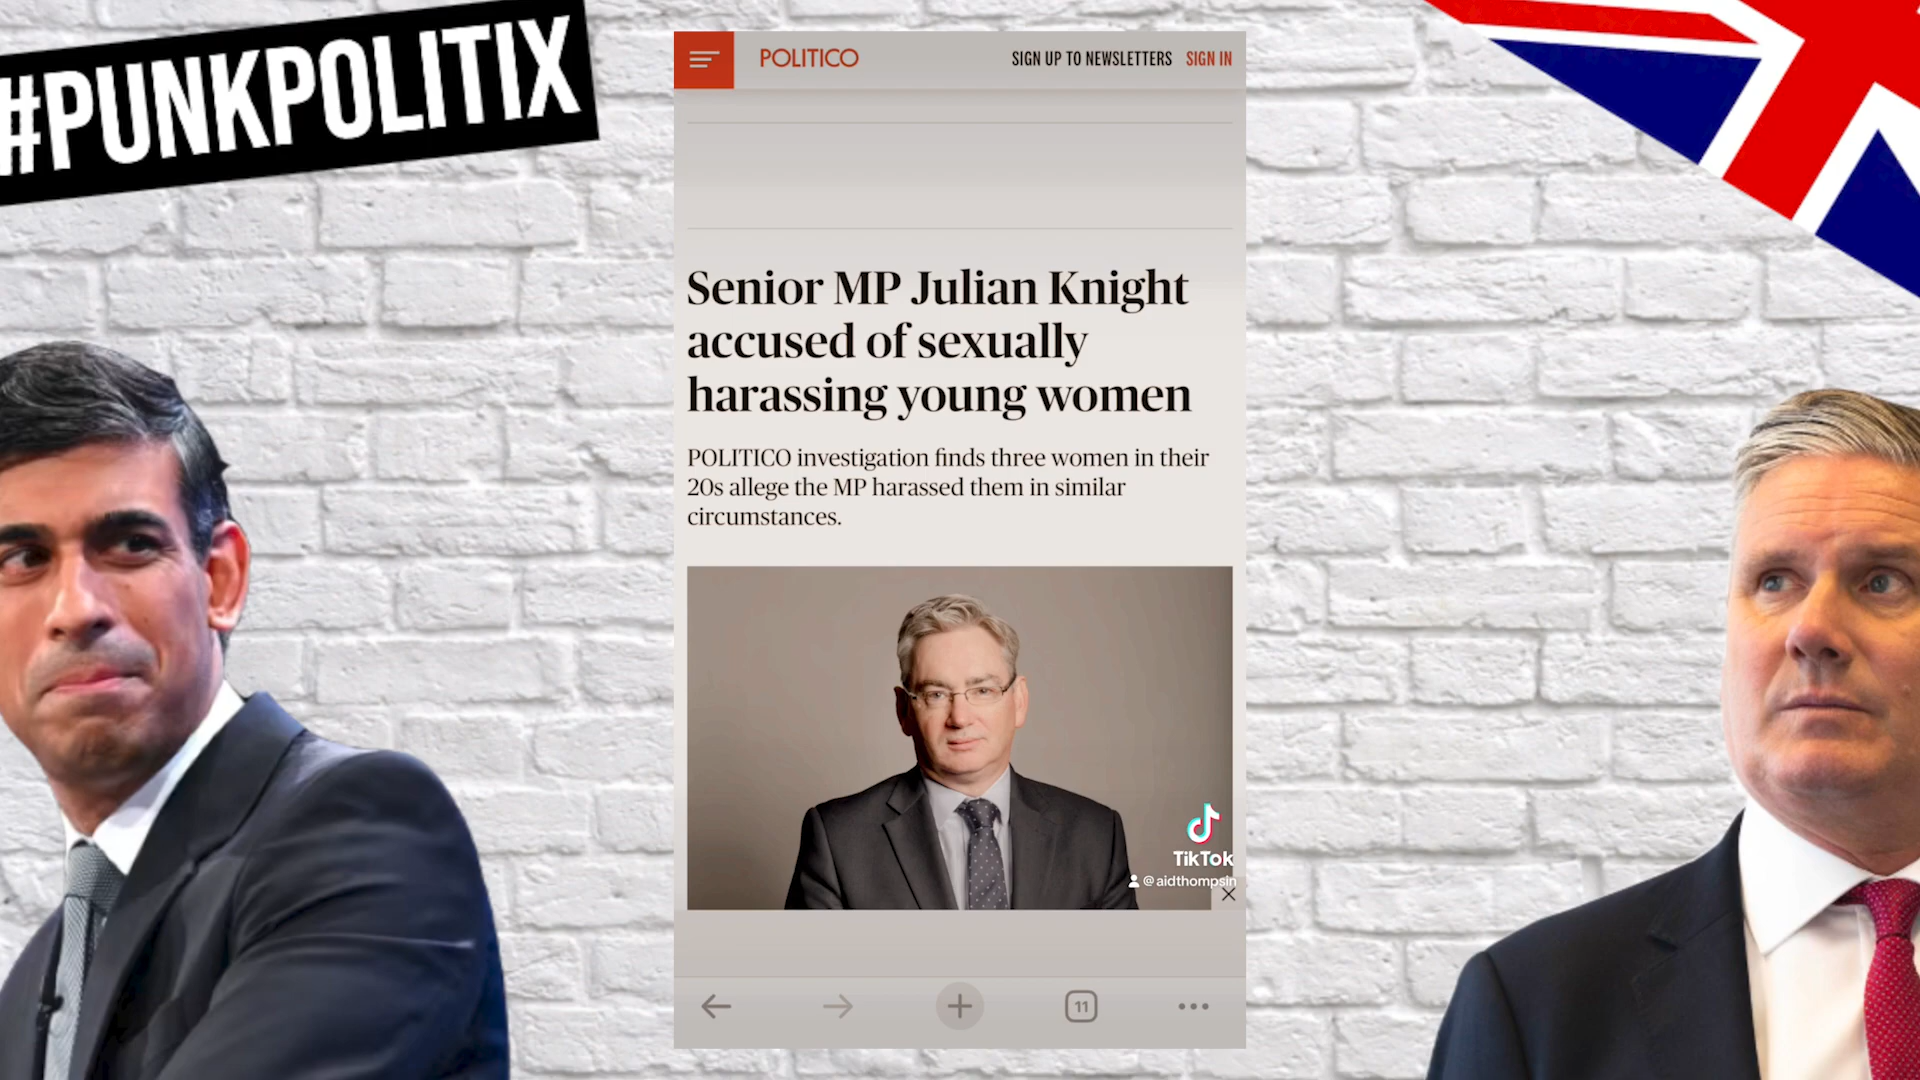 #PUNKPOLITIX
POLITICO
SIGN UP TO NEWSLETTERS SIGN IN
Senior MP Julian Knight
accused of sexually
harassing young women
POLITICO investigation finds three women in their
20s allege the MP harassed them in similar
circumstances.
TikTok
@aidthompsin
11